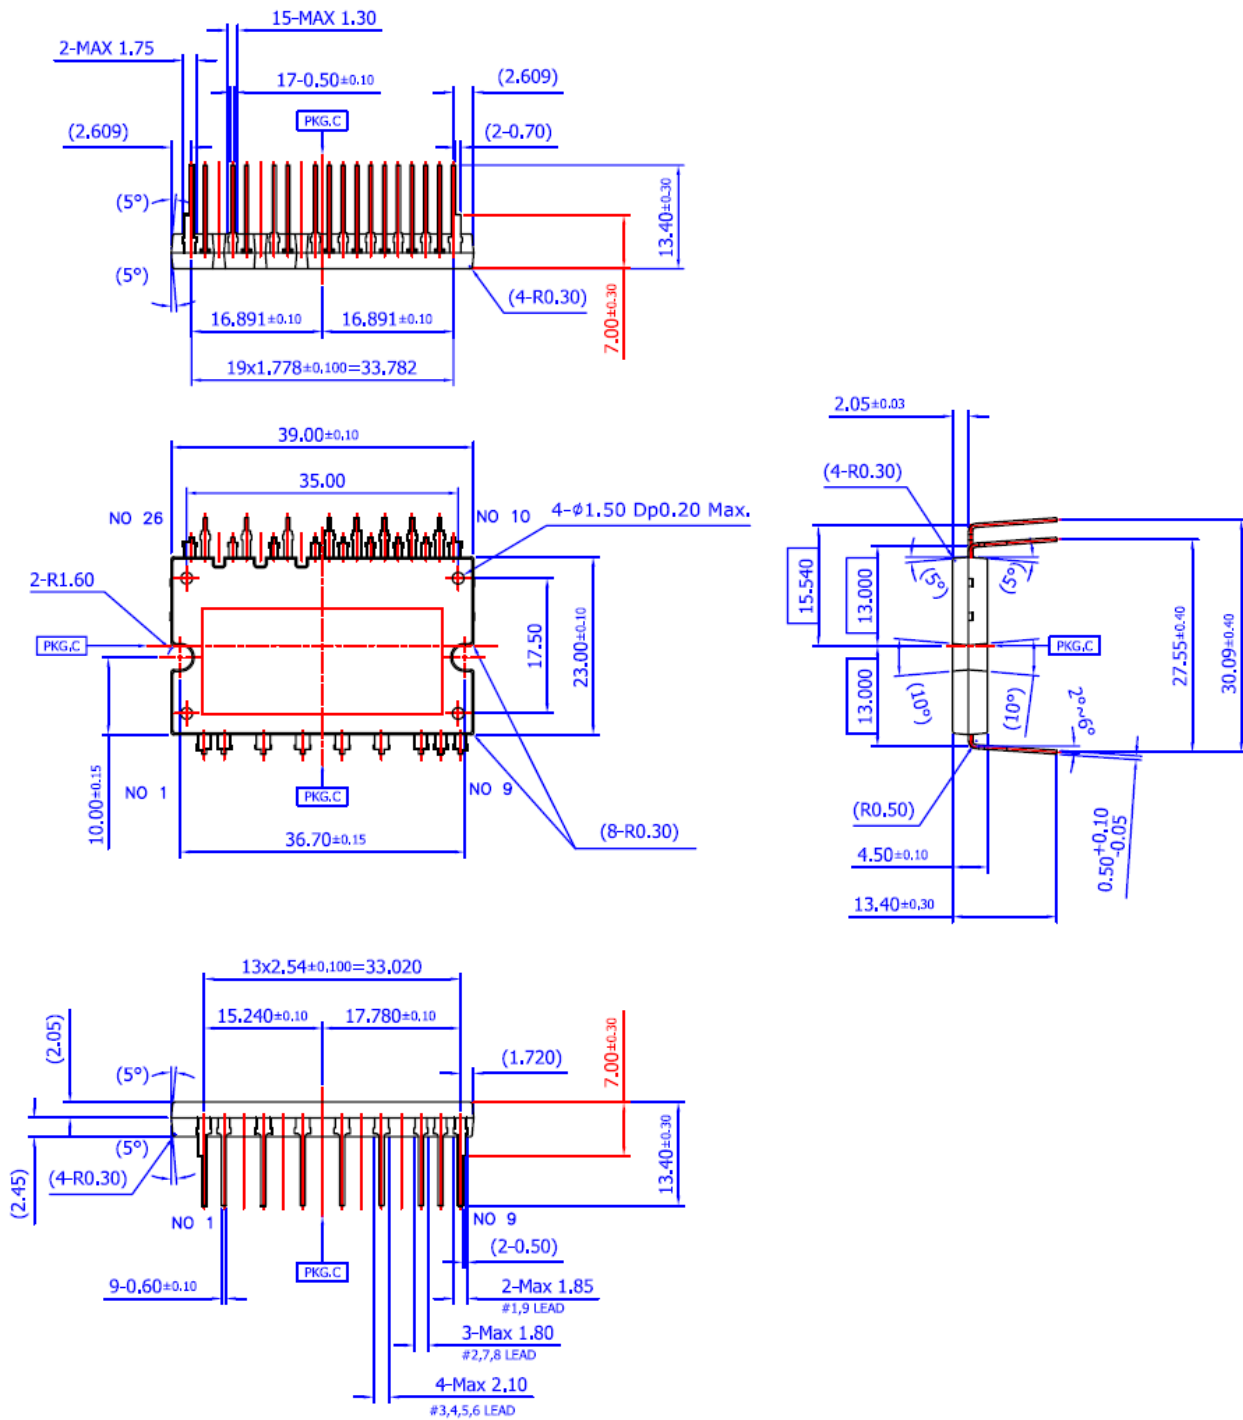 15-MAX 1.30
2-MAX 1.75
17-0.50±0.10
(2.609)
PKG.C
(2.609)
(2-0.70)
(5°)
13.40±0.30
(5°)
(4-R0.30)
7.00±0.30
16.891±0.10
16.891±0.10
19x1.778±0.100=33.782
39.00±0.10
35.00
NO 26
NO 10
4-ø1.50 Dp0.20 Max.
2-R1.60
PKG.C
17.50
23.00±0.10
10.00±0.15
NO 1
PKG.C
NO 9
(8-R0.30)
36.70±0.15
2.05±0.03
(4-R0.30)
15.540
13.000
(5°)
(5°)
PKG.C
27.55±0.40
30.09±0.40
13.000
(10°)
(10°)
2°~6°
(R0.50)
4.50±0.10
0.50+0.10
-0.05
13.40±0.30
13x2.54±0.100=33.020
15.240±0.10
17.780±0.10
(2.05)
(5°)
(1.720)
7.00±0.30
(5°)
(4-R0.30)
(2.45)
13.40±0.30
NO 1
NO 9
(2-0.50)
PKG.C
9-0.60±0.10
2-Max 1.85
#1,9 LEAD
3-Max 1.80
#2,7,8 LEAD
4-Max 2.10
#3,4,5,6 LEAD